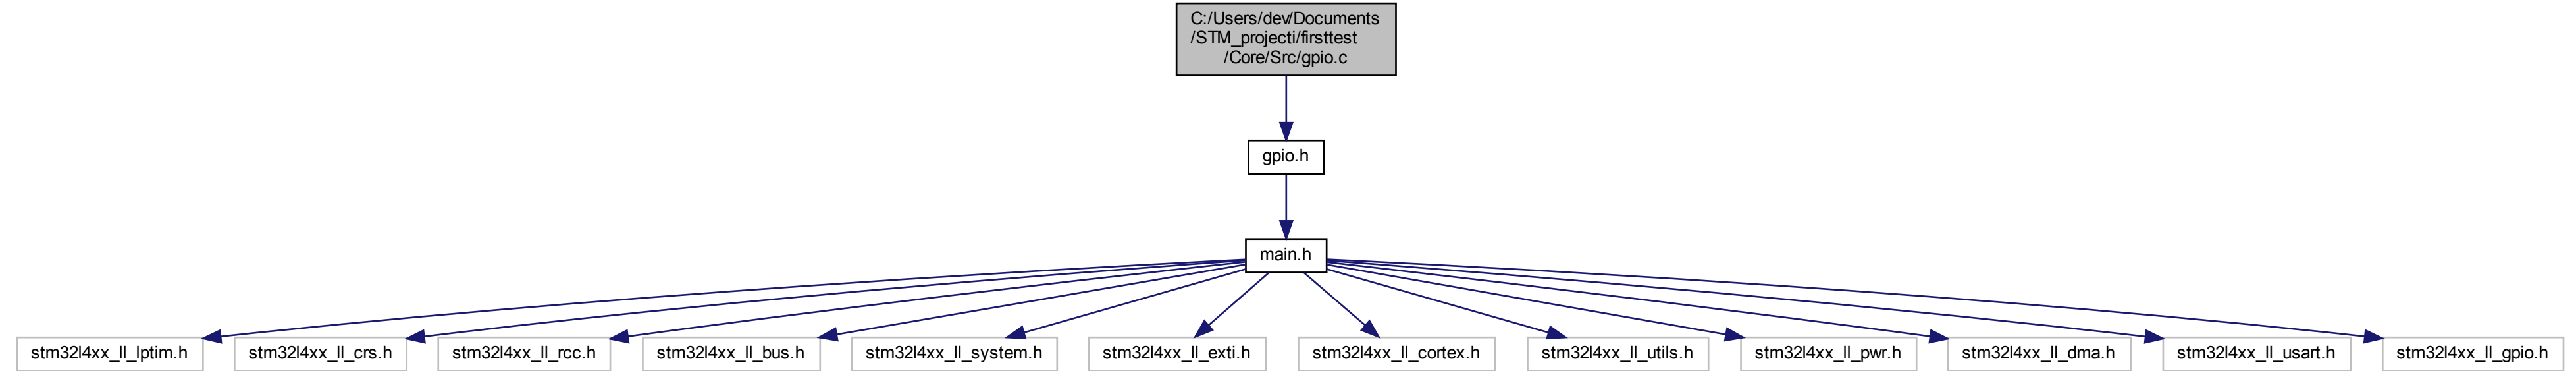 C:/Users/dev/Documents
/STM_projecti/firsttest
/Core/Src/gpio.c
gpio.h
main.h
stm32l4xx_ll_lptim.h
stm32l4xx_ll_crs.h
stm32l4xx_ll_rcc.h
stm32l4xx_ll_bus.h
stm32l4xx_ll_system.h
stm32l4xx_ll_exti.h
stm32l4xx_ll_cortex.h
stm32l4xx_ll_utils.h
stm32l4xx_ll_pwr.h
stm32l4xx_ll_dma.h
stm32l4xx_ll_usart.h
stm32l4xx_ll_gpio.h